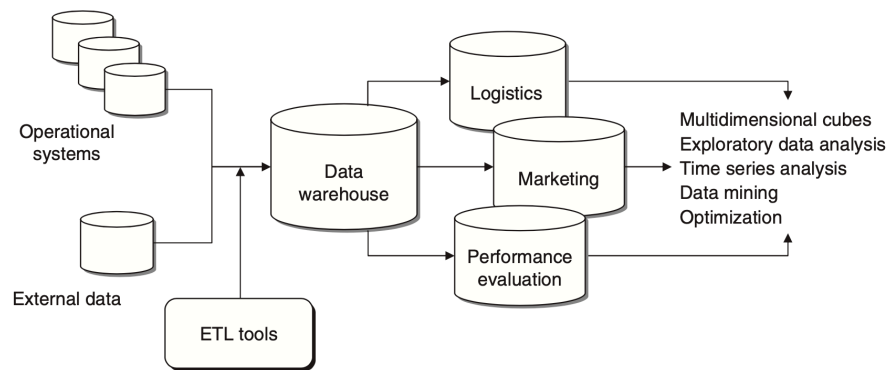 Operational
systems
External data
ETL tools
Data
warehouse
Logistics
Marketing
Performance
evaluation
Multidimensional cubes
Exploratory data analysis
Time series analysis
Data mining
Optimization